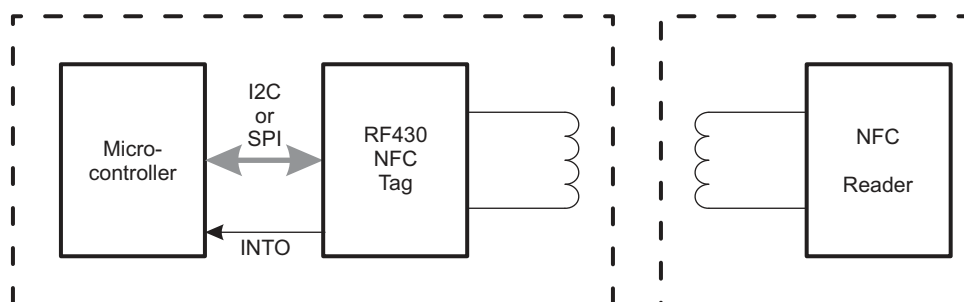 Micro-
controller
I2C
or
SPI
INTO
RF430
NFC
Tag
NFC
Reader